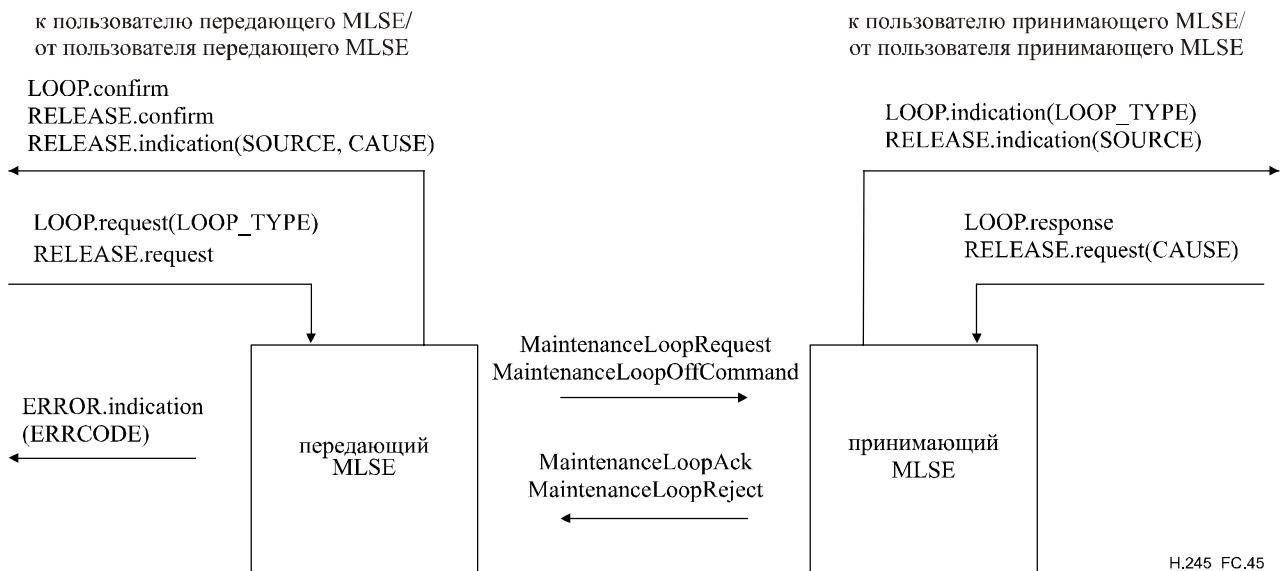 к пользователю передающего MLSE/
от пользователя передающего MLSE
LOOP.confirm
RELEASE.confirm
RELEASE.indication(SOURCE, CAUSE)
LOOP.request(LOOP_TYPE)
RELEASE.request
к пользователю принимающего MLSE/
от пользователя принимающего MLSE
LOOP.indication(LOOP_TYPE)
RELEASE.indication(SOURCE)
LOOP.response
RELEASE.request(CAUSE)
ERROR.indication
(ERRCODE)
передающий
MLSE
MaintenanceLoopRequest
MaintenanceLoopOffCommand
MaintenanceLoopAck
MaintenanceLoopReject
принимающий
MLSE
H.245_FC.45